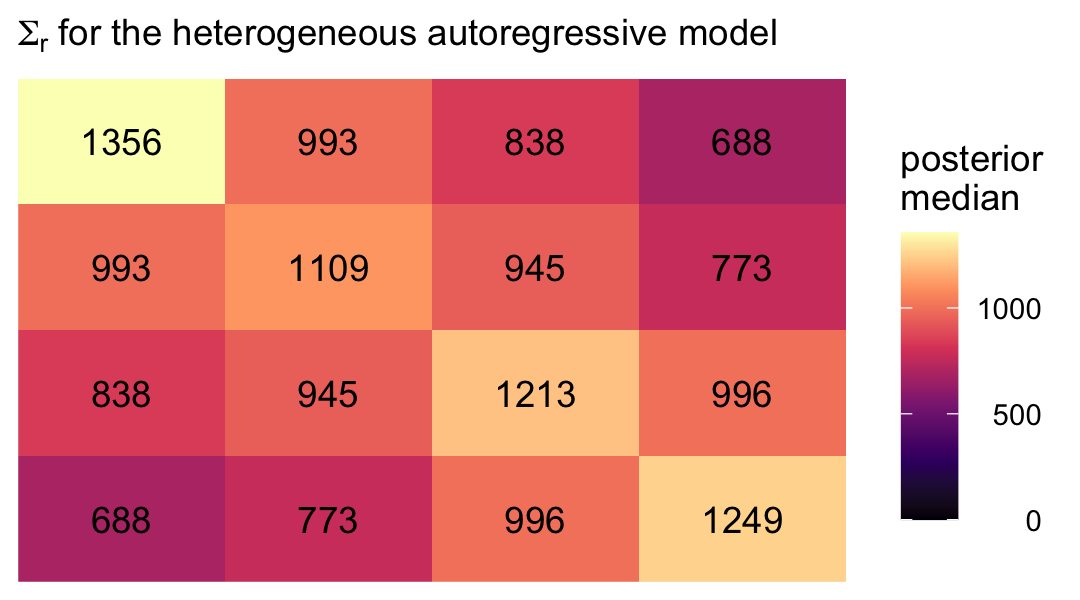 Σr for the heterogeneous autoregressive model
1356 993 838 688
993 1109 945 773
838 945 1213 996
688 773 996 1249
posterior
median
1000
500
0